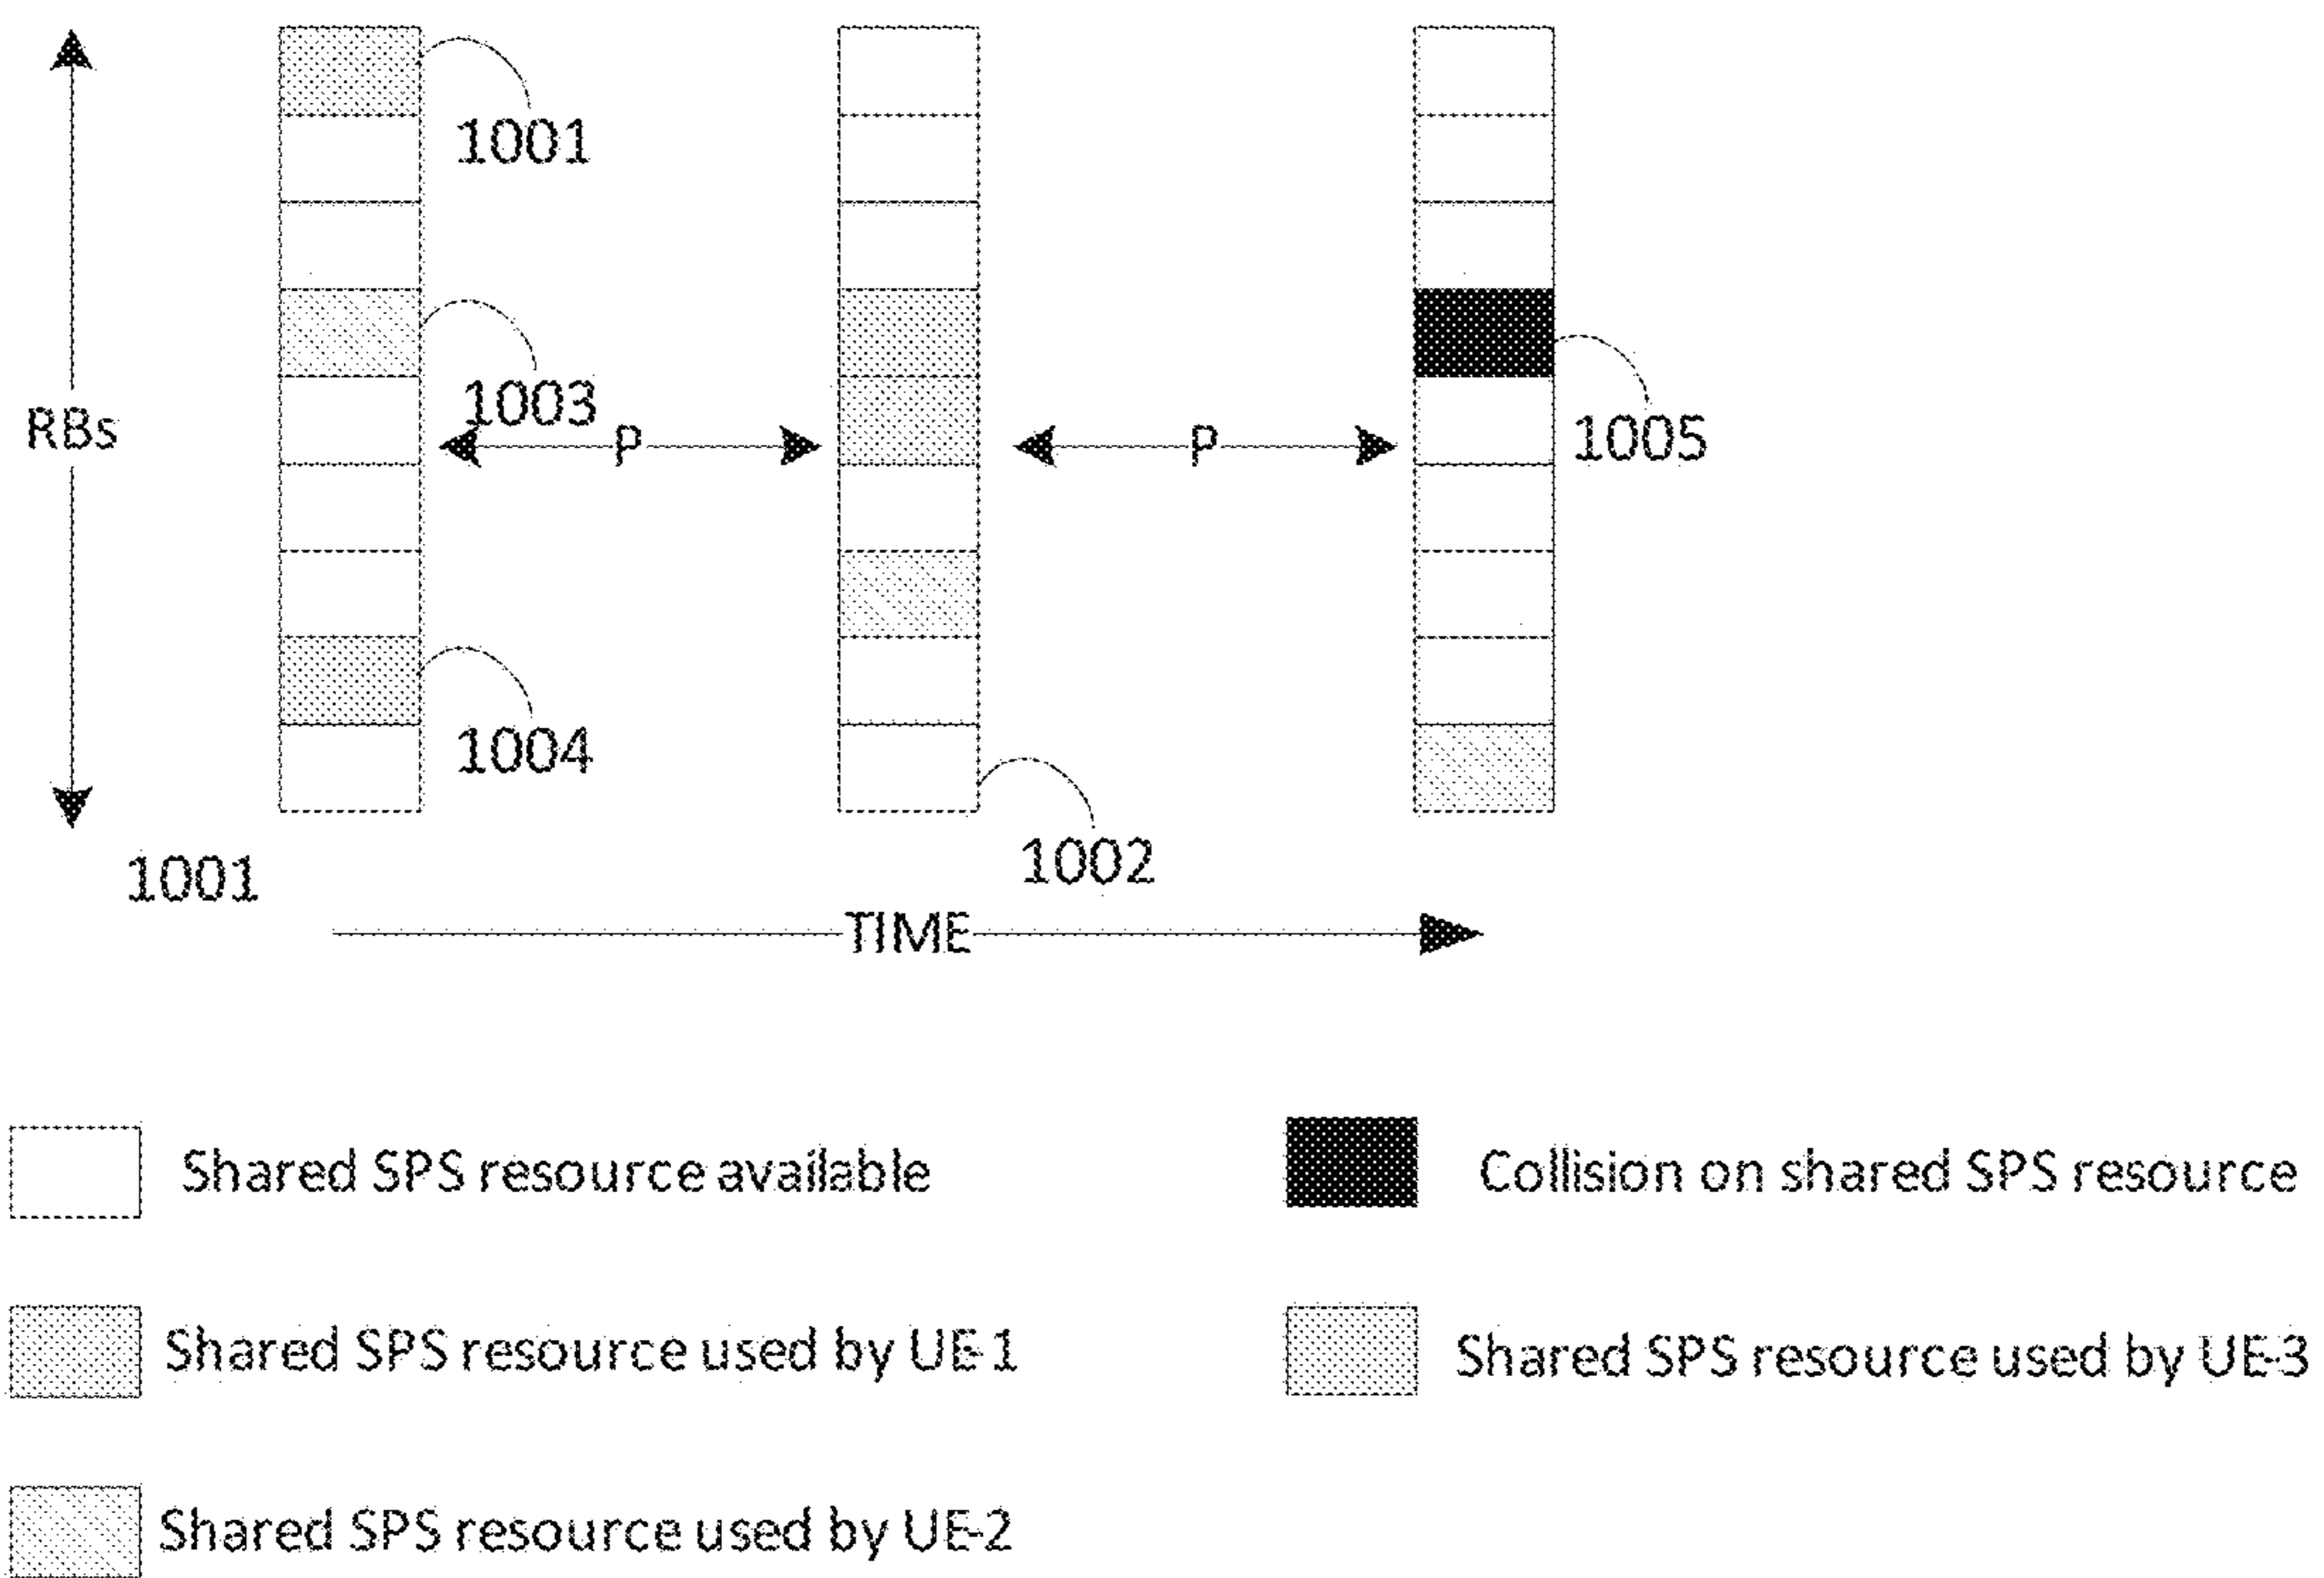 1001
1003
RBs
P
P
1005
1004
1002
1001
TIME
Shared SPS resource available
Collision on shared SPS resource
Shared SPS resource used by UE-1
Shared SPS resource used by UE-3
Shared SPS resource used by UE-2